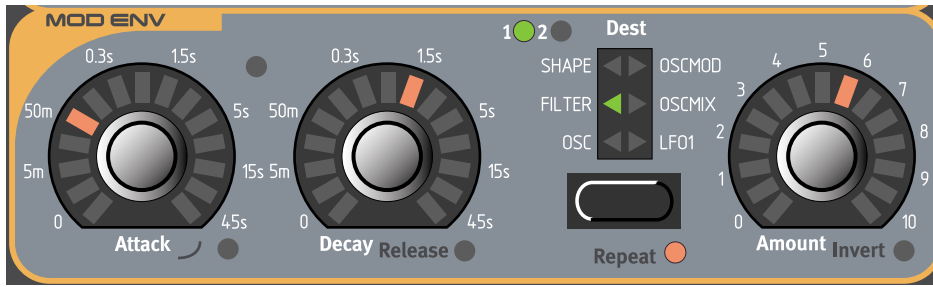 MOD ENV
1 2 Dest
0.3s 1.5s 0.3s 1.5s 5
4 6
SHAPE OSCMOD
50m 5s 50m 5s FILTER OSCMIX 3 7
2 8
OSC LFO1
5m 15s 5m 15s 1 9
0 45s 0 45s 0 10
Attack Decay Release Repeat Amount Invert